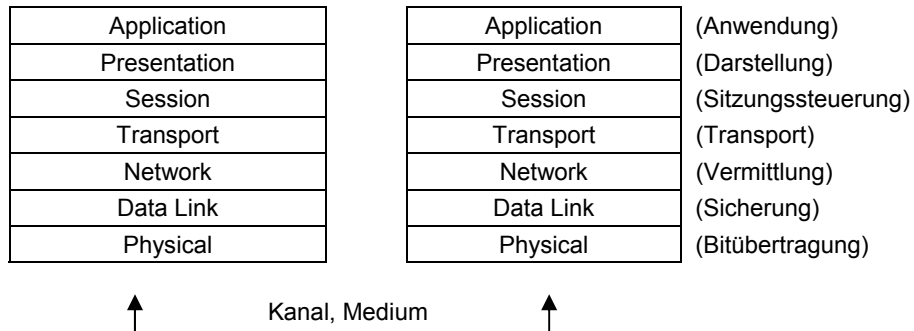 Application Application (Anwendung)
Presentation Presentation (Darstellung)
Session Session (Sitzungssteuerung)
Transport Transport (Transport)
Network Network (Vermittlung)
Data Link Data Link (Sicherung)
Physical Physical (Bitübertragung)
Kanal, Medium